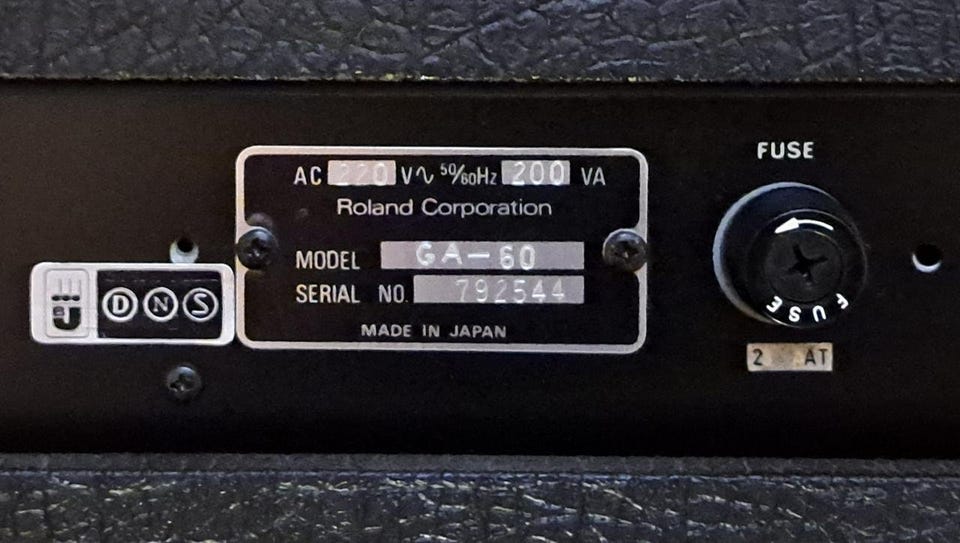 AC 220 V∿ 50/60Hz 200 VA
Roland Corporation
MODEL GA-60
SERIAL NO. 792544
MADE IN JAPAN
D N S
FUSE
FUSE
2 AT